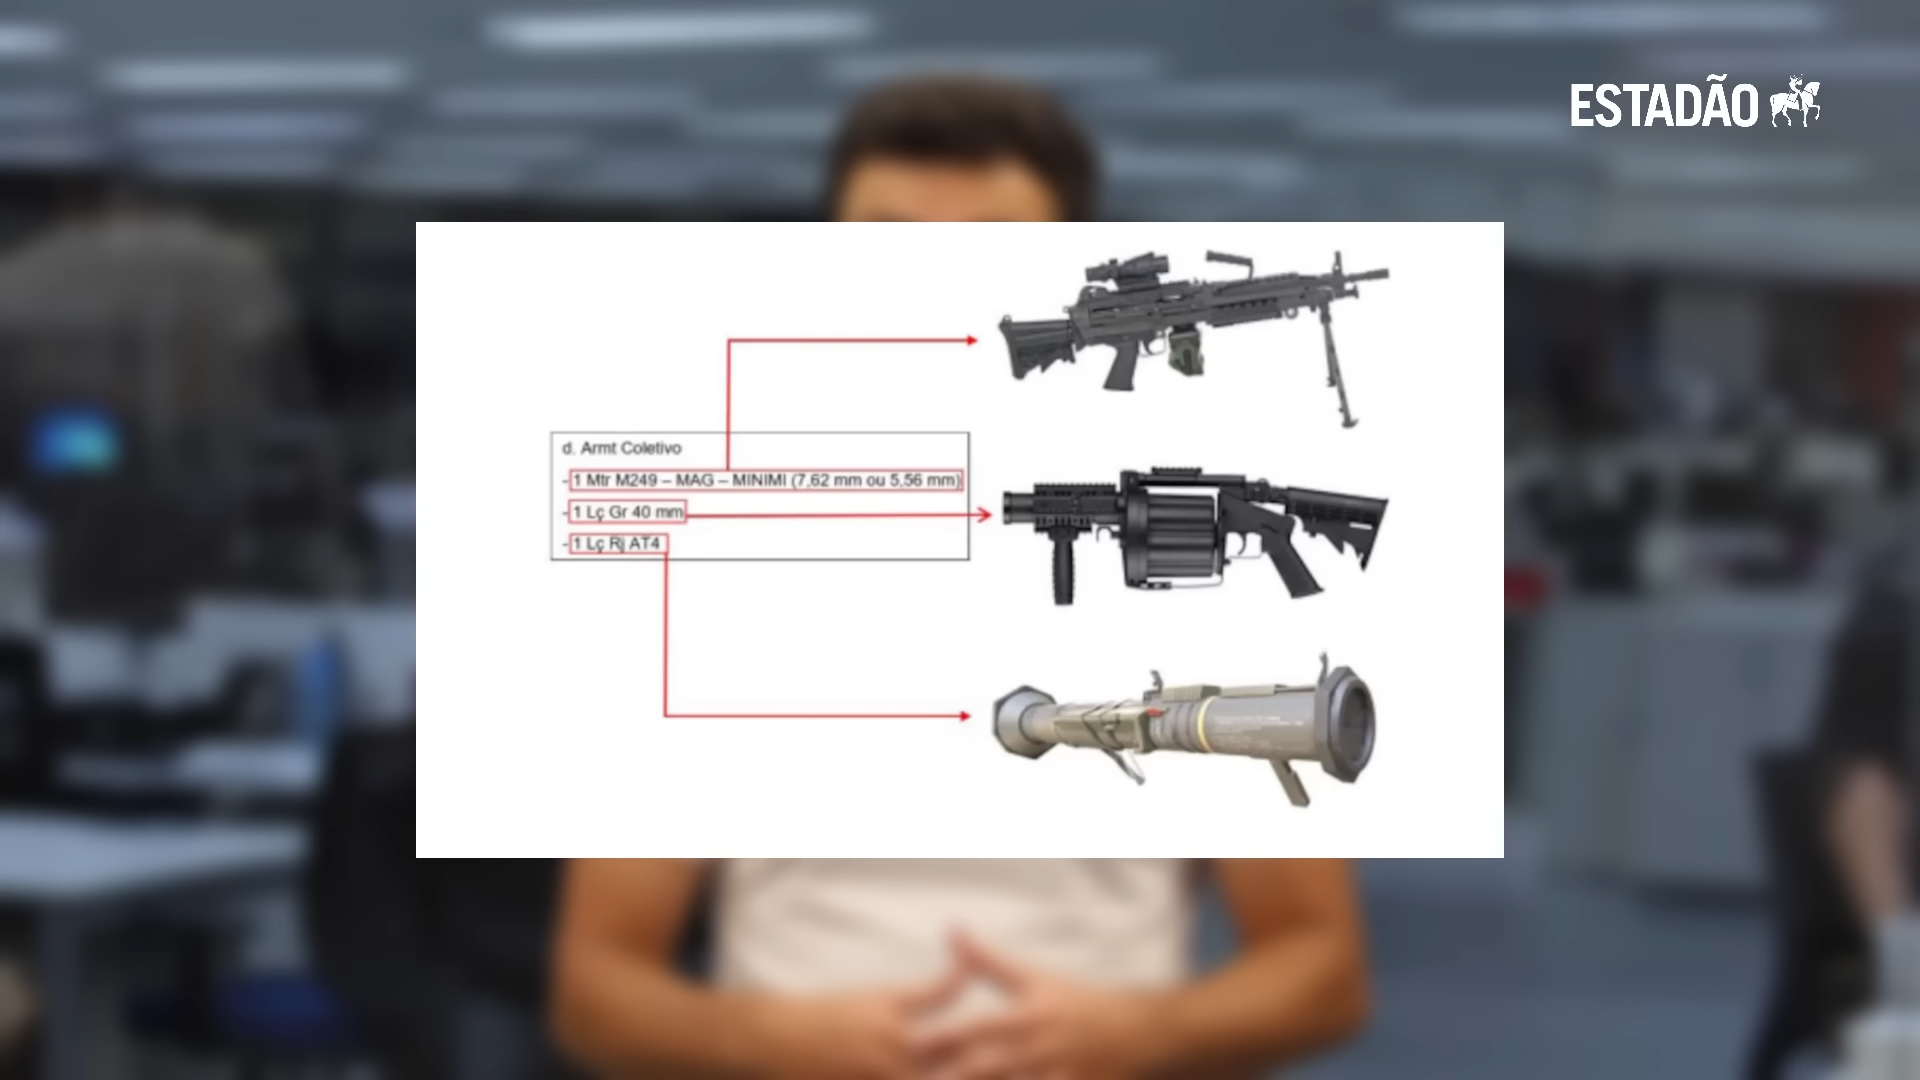 ESTADÃO
d. Armt Coletivo
- 1 Mtr M249 – MAG – MINIMI (7,62 mm ou 5,56 mm)
- 1 Lç Gr 40 mm
- 1 Lç Rj AT4